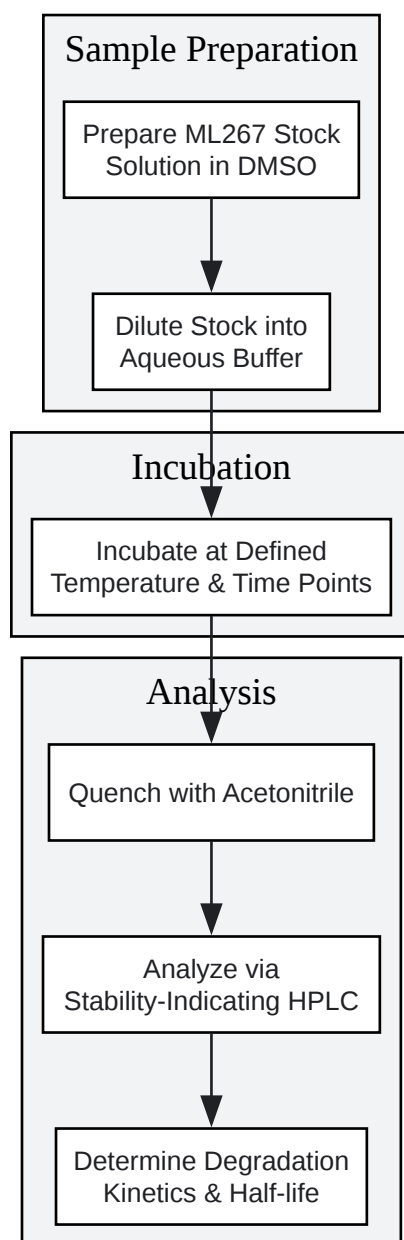 Sample Preparation
Prepare ML267 Stock
Solution in DMSO
Dilute Stock into
Aqueous Buffer
Incubation
Incubate at Defined
Temperature & Time Points
Analysis
Quench with Acetonitrile
Analyze via
Stability-Indicating HPLC
Determine Degradation
Kinetics & Half-life